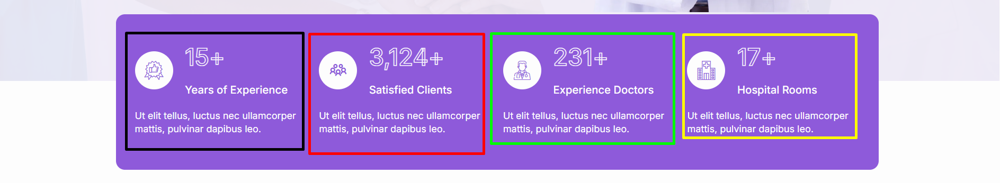 15+
Years of Experience
Ut elit tellus, luctus nec ullamcorper
mattis, pulvinar dapibus leo.
3,124+
Satisfied Clients
Ut elit tellus, luctus nec ullamcorper
mattis, pulvinar dapibus leo.
231+
Experience Doctors
Ut elit tellus, luctus nec ullamcorper
mattis, pulvinar dapibus leo.
17+
Hospital Rooms
Ut elit tellus, luctus nec ullamcorper
mattis, pulvinar dapibus leo.